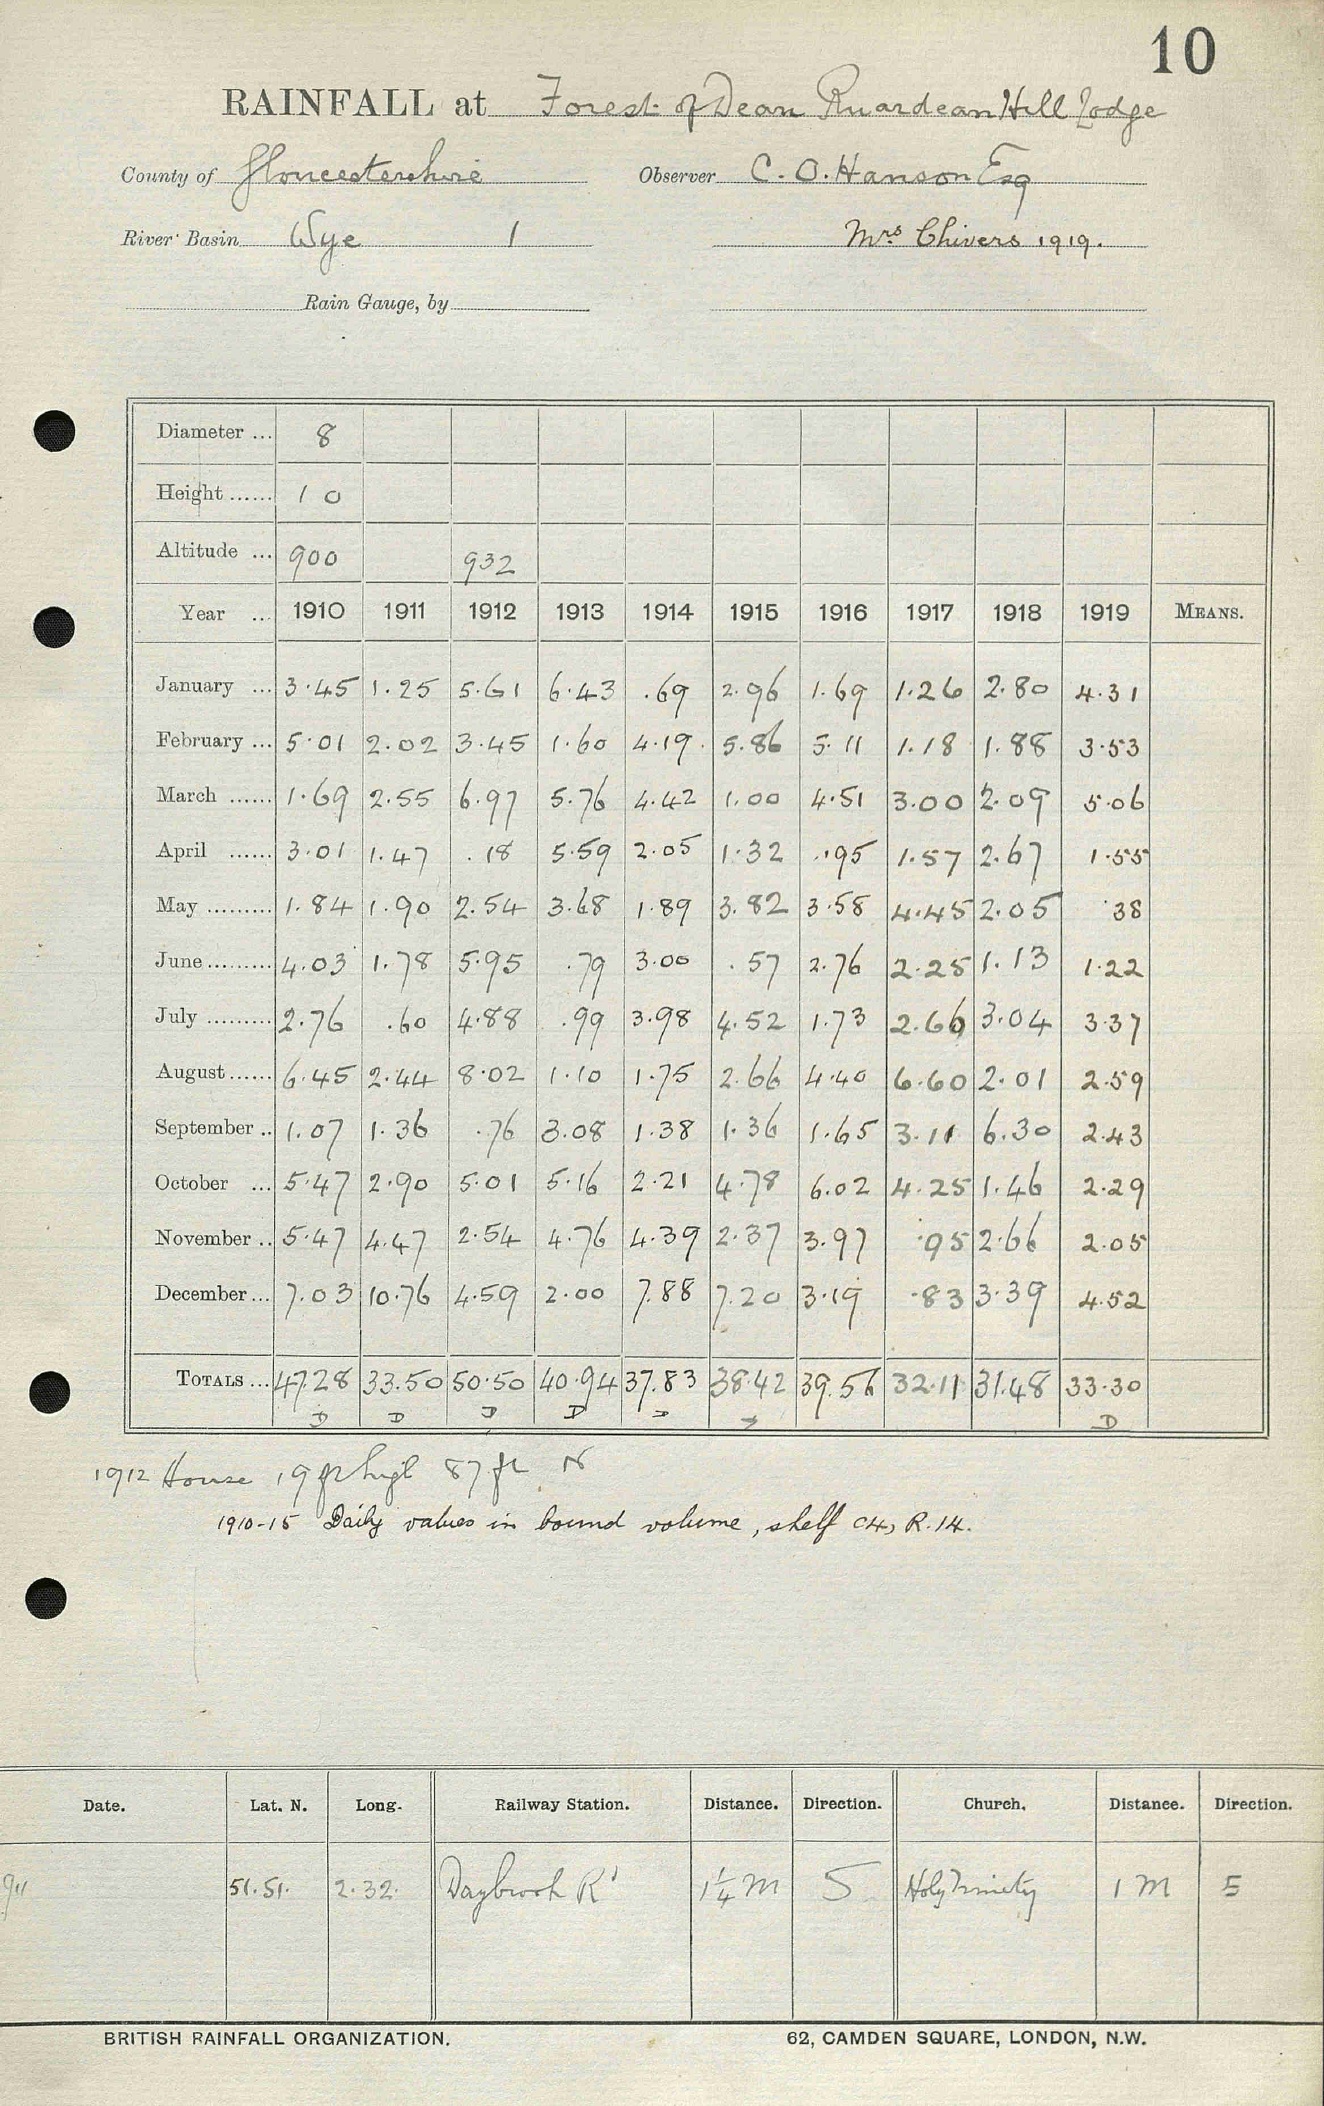 10
RAINFALL at Forest of Dean Ruardean Hill Lodge
County of Gloucestershire Observer C. O. Hanson Esq
River Basin Wye 1 Mrs Chivers 1919.
Rain Gauge, by
Diameter ... 8
Height ...... 10
Altitude ... 900 932
Year ... 1910 1911 1912 1913 1914 1915 1916 1917 1918 1919 MEANS.
January ... 3.45 1.25 5.61 6.43 .69 2.96 1.69 1.26 2.80 4.31
February ... 5.01 2.02 3.45 1.60 4.19 5.86 5.11 1.18 1.88 3.53
March ...... 1.69 2.55 6.97 5.76 4.42 1.00 4.51 3.00 2.09 5.06
April ...... 3.01 1.47 .18 5.59 2.05 1.32 .95 1.57 2.67 1.55
May ......... 1.84 1.90 2.54 3.68 1.89 3.82 3.58 4.45 2.05 .38
June ......... 4.03 1.78 5.95 .79 3.00 .57 2.76 2.25 1.13 1.22
July ......... 2.76 .60 4.88 .99 3.98 4.52 1.73 2.66 3.04 3.37
August ...... 6.45 2.44 8.02 1.10 1.75 2.66 4.40 6.60 2.01 2.59
September .. 1.07 1.36 .76 3.08 1.38 1.36 1.65 3.11 6.30 2.43
October ... 5.47 2.90 5.01 5.16 2.21 4.78 6.02 4.25 1.46 2.29
November .. 5.47 4.47 2.54 4.76 4.39 2.37 3.97 .95 2.66 2.05
December ... 7.03 10.76 4.59 2.00 7.88 7.20 3.19 .83 3.39 4.52
TOTALS ... 47.28 33.50 50.50 40.94 37.83 38.42 39.56 32.11 31.48 33.30
D D D D D D
1912 House 19 ft high 87 ft N
1910-15 Daily values in bound volume, shelf C4, R.14.
Date. Lat. N. Long. Railway Station. Distance. Direction. Church. Distance. Direction.
51.51. 2.32. R 1¼ M S Holy Trinity 1 M S
BRITISH RAINFALL ORGANIZATION. 62, CAMDEN SQUARE, LONDON, N.W.